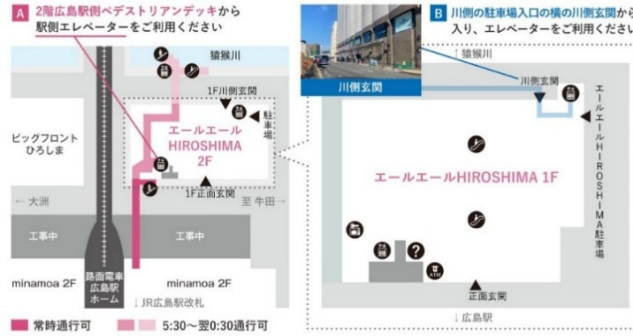 A 2階広島駅側ペデストリアンデッキから
駅側エレベーターをご利用ください
猿猴川
1F川側玄関
駐車場
ビッグフロント
ひろしま
エールエール
HIROSHIMA
2F
1F正面玄関
← 大洲
至 牛田 →
工事中
工事中
minamoa 2F
路面電車
広島駅
ホーム
minamoa 2F
↓JR広島駅改札
常時通行可
5:30～翌0:30通行可
B 川側の駐車場入口の横の川側玄関から
入り、エレベーターをご利用ください
↑猿猴川
川側玄関
川側玄関
エールエールHIROSHIMA駐車場
エールエールHIROSHIMA 1F
?
ATM
正面玄関
↓広島駅